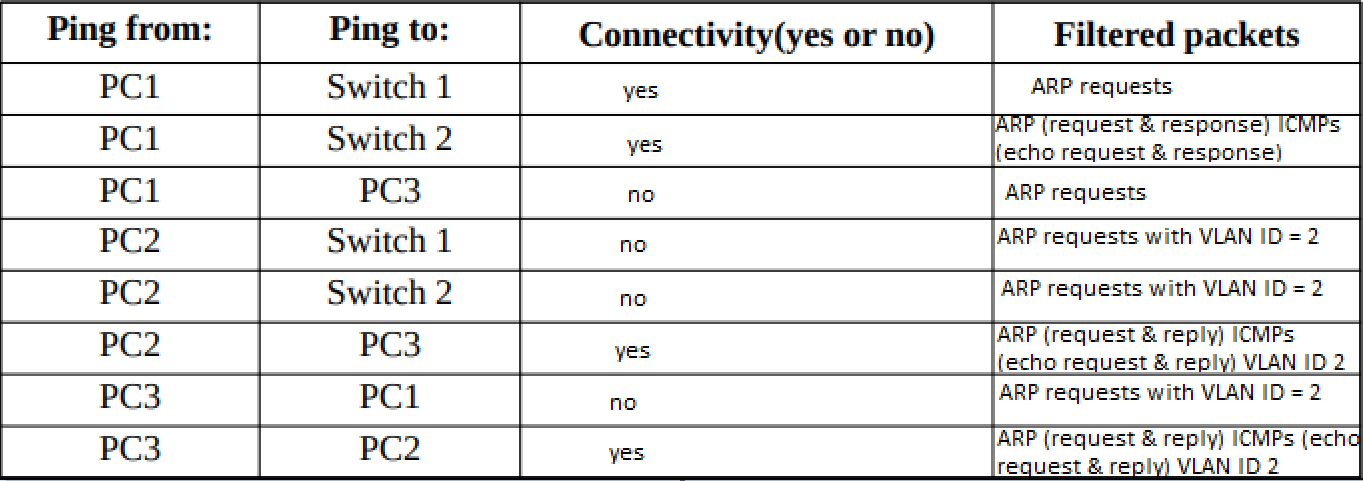 Ping from: Ping to: Connectivity(yes or no) Filtered packets
PC1 Switch 1 yes ARP requests
PC1 Switch 2 yes ARP (request & response) ICMPs
(echo request & response)
PC1 PC3 no ARP requests
PC2 Switch 1 no ARP requests with VLAN ID = 2
PC2 Switch 2 no ARP requests with VLAN ID = 2
PC2 PC3 yes ARP (request & reply) ICMPs
(echo request & reply) VLAN ID 2
PC3 PC1 no ARP requests with VLAN ID = 2
PC3 PC2 yes ARP (request & reply) ICMPs (echo
request & reply) VLAN ID 2